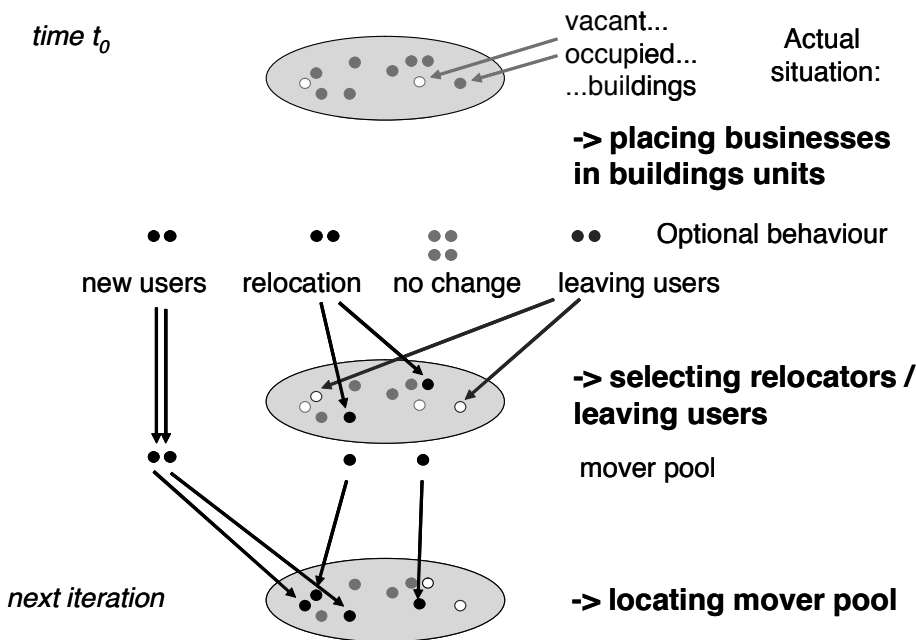 time t0
vacant...
occupied...
...buildings
Actual
situation:
-> placing businesses
in buildings units
Optional behaviour
new users
relocation
no change
leaving users
-> selecting relocators /
leaving users
mover pool
next iteration
-> locating mover pool